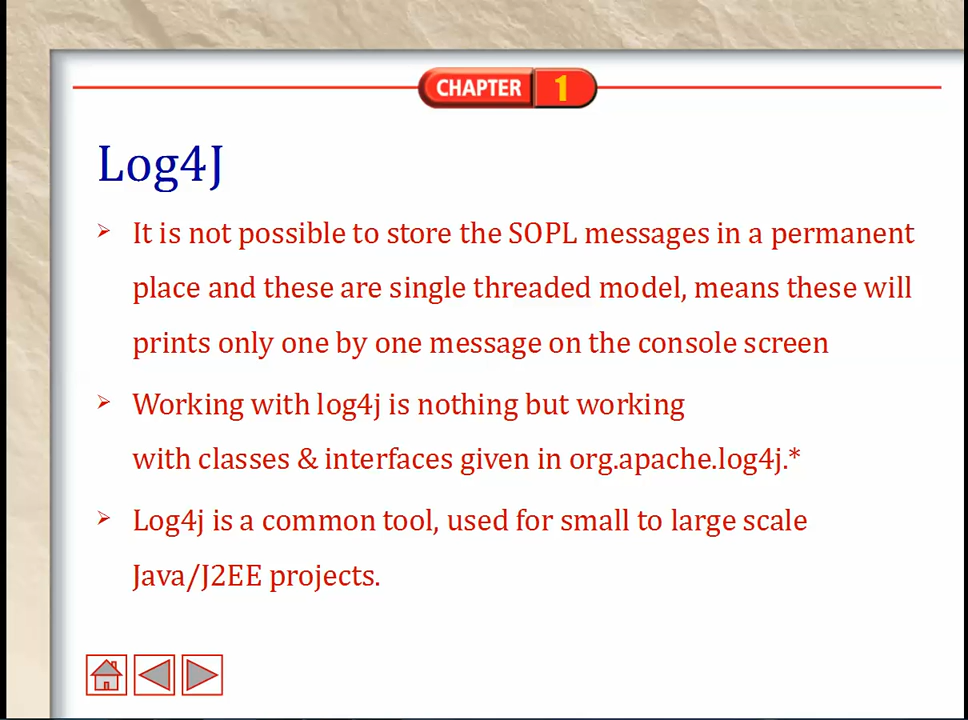 CHAPTER 1
Log4J
It is not possible to store the SOPL messages in a permanent
place and these are single threaded model, means these will
prints only one by one message on the console screen
Working with log4j is nothing but working
with classes & interfaces given in org.apache.log4j.*
Log4j is a common tool, used for small to large scale
Java/J2EE projects.